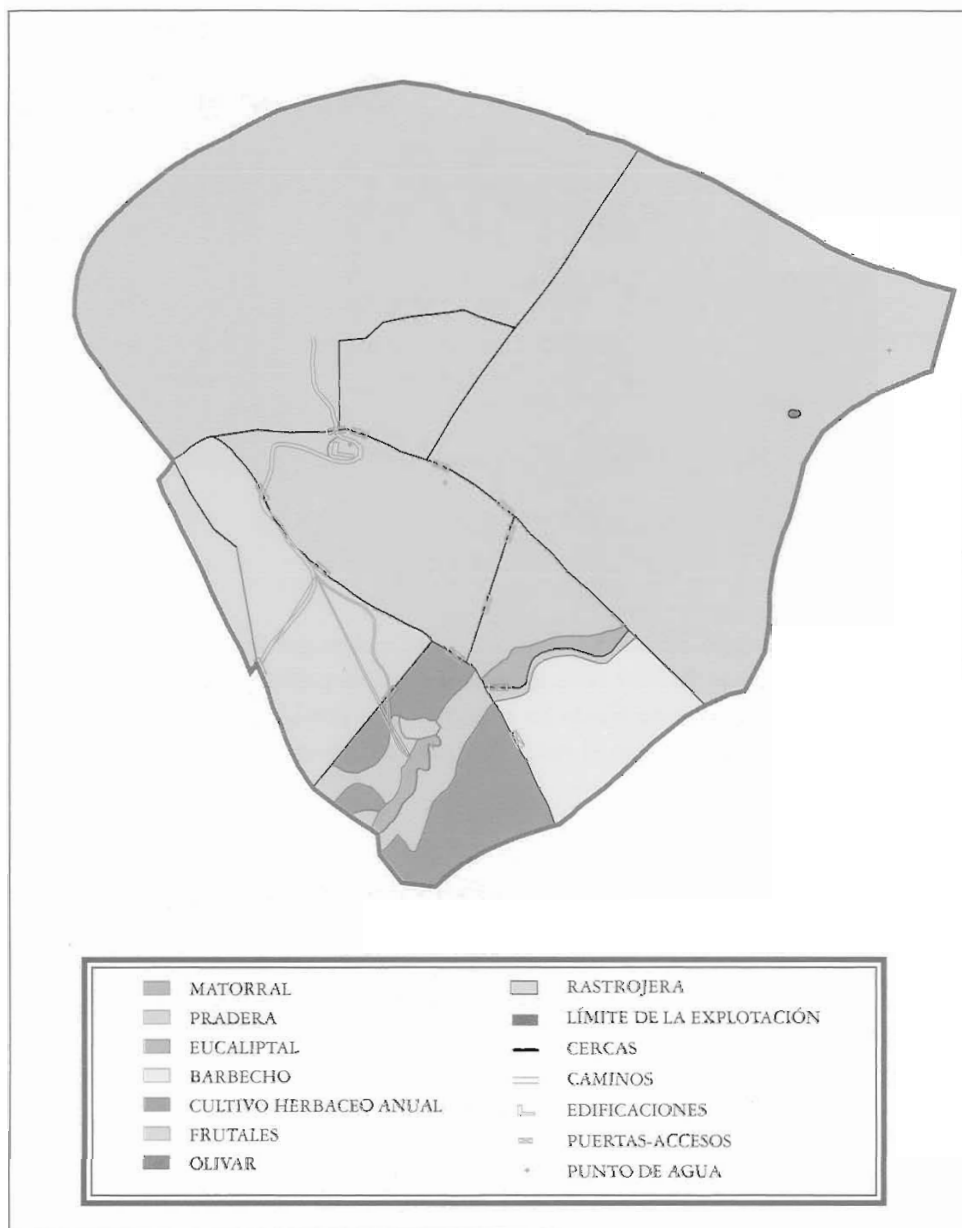 MATORRAL
PRADERA
EUCALIPTAL
BARBECHO
CULTIVO HERBACEO ANUAL
FRUTALES
OLIVAR
RASTROJERA
LÍMITE DE LA EXPLOTACIÓN
CERCAS
CAMINOS
EDIFICACIONES
PUERTAS-ACCESOS
PUNTO DE AGUA